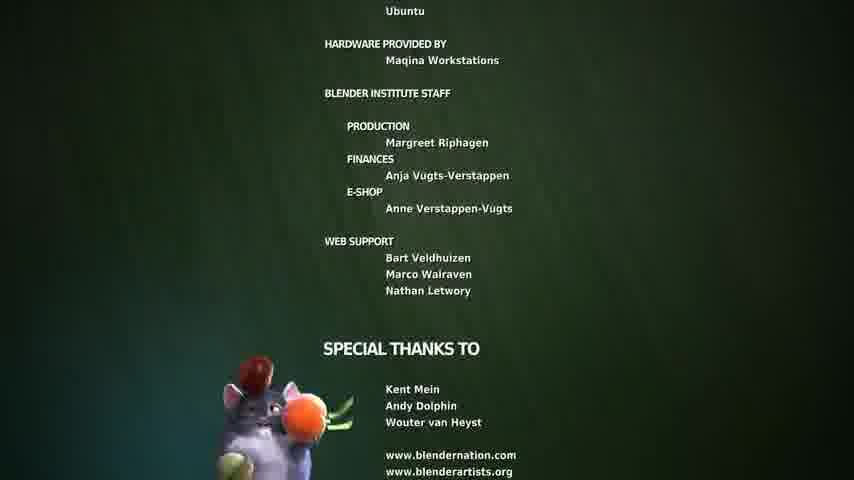 Ubuntu
HARDWARE PROVIDED BY
Maqina Workstations
BLENDER INSTITUTE STAFF
PRODUCTION
Margreet Riphagen
FINANCES
Anja Vugts-Verstappen
E-SHOP
Anne Verstappen-Vugts
WEB SUPPORT
Bart Veldhuizen
Marco Walraven
Nathan Letwory
SPECIAL THANKS TO
Kent Mein
Andy Dolphin
Wouter van Heyst
www.blendernation.com
www.blenderartists.org